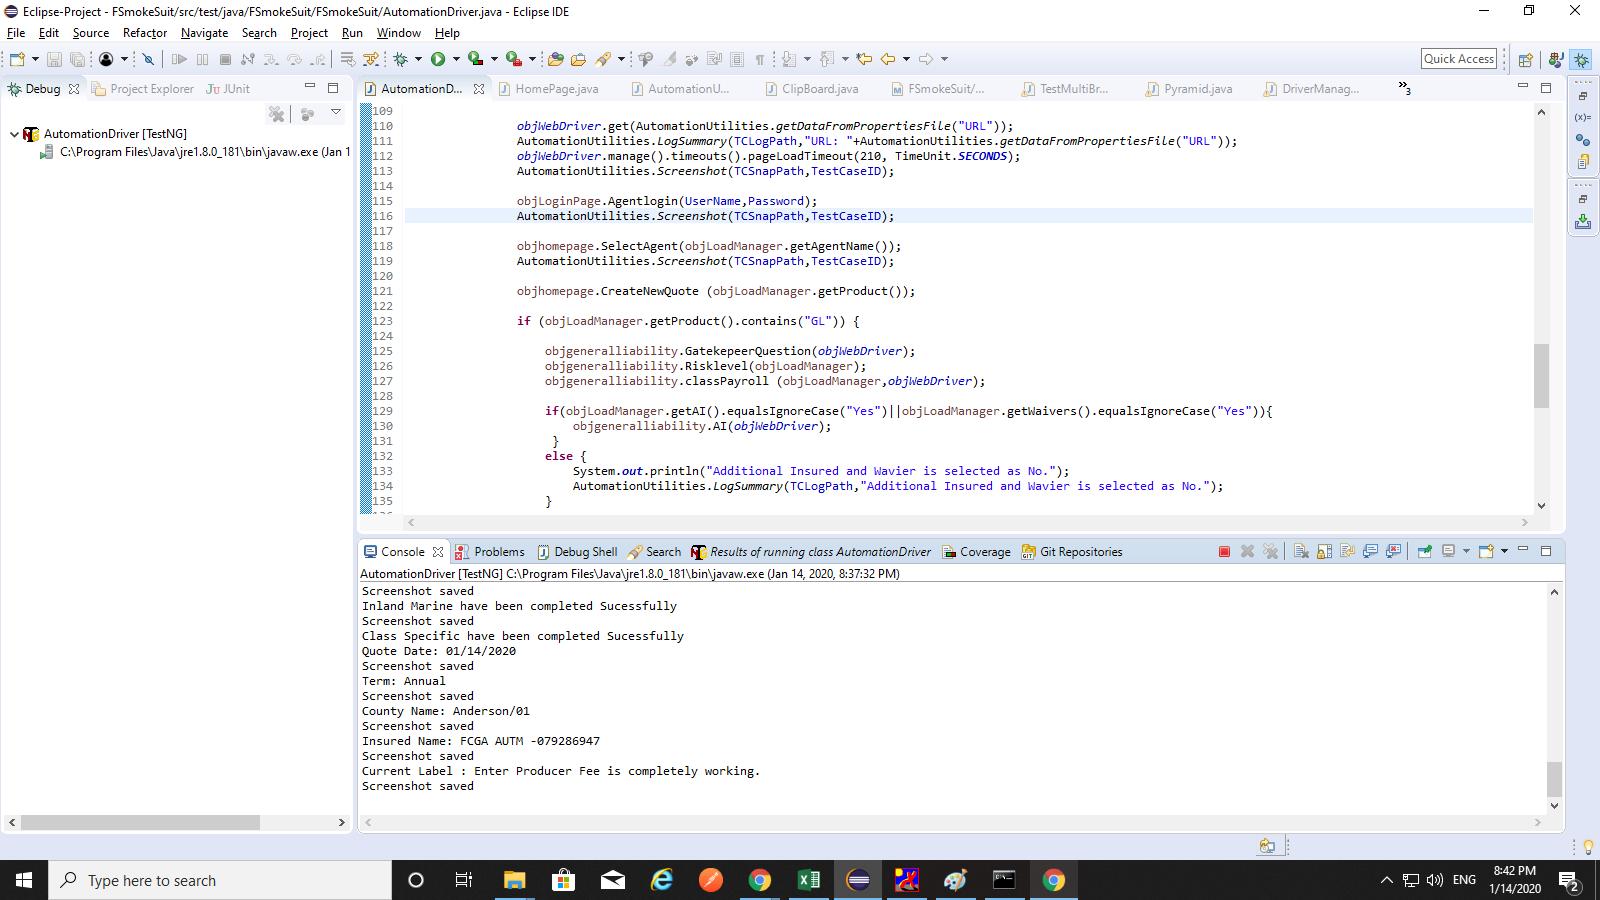 Eclipse-Project - FSmokeSuit/src/test/java/FSmokeSuit/FSmokeSuit/AutomationDriver.java - Eclipse IDE
File Edit Source Refactor Navigate Search Project Run Window Help
Quick Access
Debug Project Explorer JUnit
AutomationD... HomePage.java AutomationU... ClipBoard.java FSmokeSuit/... TestMultiBr... Pyramid.java DriverManag... »3
AutomationDriver [TestNG]
C:\Program Files\Java\jre1.8.0_181\bin\javaw.exe (Jan 1
109
110 objWebDriver.get(AutomationUtilities.getDataFromPropertiesFile("URL"));
111 AutomationUtilities.LogSummary(TCLogPath,"URL: "+AutomationUtilities.getDataFromPropertiesFile("URL"));
112 objWebDriver.manage().timeouts().pageLoadTimeout(210, TimeUnit.SECONDS);
113 AutomationUtilities.Screenshot(TCSnapPath,TestCaseID);
114
115 objLoginPage.Agentlogin(UserName,Password);
116 AutomationUtilities.Screenshot(TCSnapPath,TestCaseID);
117
118 objhomepage.SelectAgent(objLoadManager.getAgentName());
119 AutomationUtilities.Screenshot(TCSnapPath,TestCaseID);
120
121 objhomepage.CreateNewQuote (objLoadManager.getProduct());
122
123 if (objLoadManager.getProduct().contains("GL")) {
124
125 objgeneralliability.GatekepeerQuestion(objWebDriver);
126 objgeneralliability.Risklevel(objLoadManager);
127 objgeneralliability.classPayroll (objLoadManager,objWebDriver);
128
129 if(objLoadManager.getAI().equalsIgnoreCase("Yes")||objLoadManager.getWaivers().equalsIgnoreCase("Yes")){
130 objgeneralliability.AI(objWebDriver);
131 }
132 else {
133 System.out.println("Additional Insured and Wavier is selected as No.");
134 AutomationUtilities.LogSummary(TCLogPath,"Additional Insured and Wavier is selected as No.");
135 }
Console Problems Debug Shell Search Results of running class AutomationDriver Coverage Git Repositories
AutomationDriver [TestNG] C:\Program Files\Java\jre1.8.0_181\bin\javaw.exe (Jan 14, 2020, 8:37:32 PM)
Screenshot saved
Inland Marine have been completed Sucessfully
Screenshot saved
Class Specific have been completed Sucessfully
Quote Date: 01/14/2020
Screenshot saved
Term: Annual
Screenshot saved
County Name: Anderson/01
Screenshot saved
Insured Name: FCGA AUTM -079286947
Screenshot saved
Current Label : Enter Producer Fee is completely working.
Screenshot saved
Type here to search
ENG
8:42 PM
1/14/2020
2